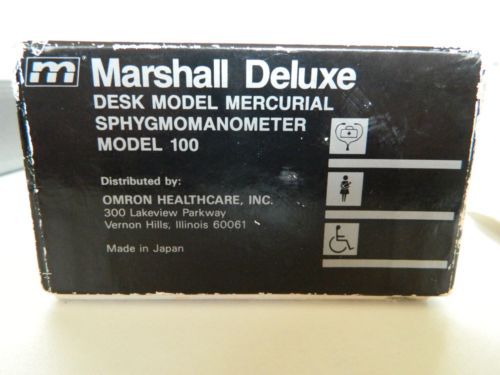 m Marshall Deluxe
DESK MODEL MERCURIAL
SPHYGMOMANOMETER
MODEL 100
Distributed by:
OMRON HEALTHCARE, INC.
300 Lakeview Parkway
Vernon Hills, Illinois 60061
Made in Japan